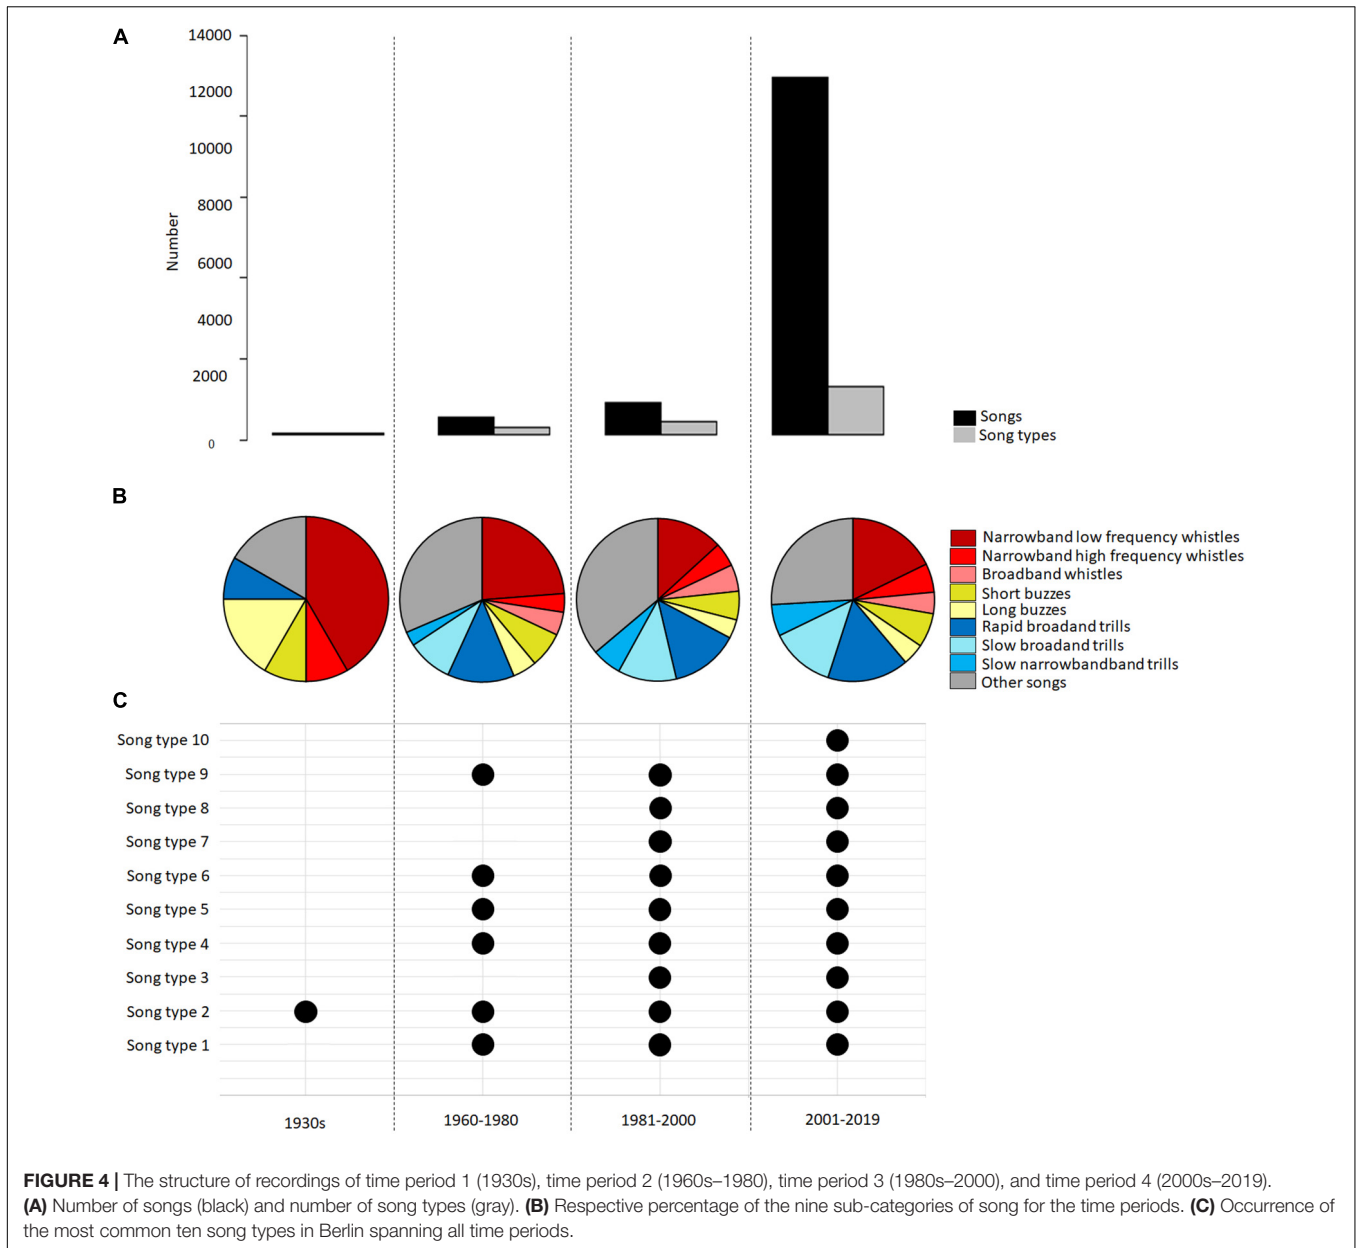 A
14000
12000
10000
8000
6000
4000
2000
0
Number
Songs
Song types
B
Narrowband low frequency whistles
Narrowband high frequency whistles
Broadband whistles
Short buzzes
Long buzzes
Rapid broadand trills
Slow broadand trills
Slow narrowbandband trills
Other songs
C
Song type 10
Song type 9
Song type 8
Song type 7
Song type 6
Song type 5
Song type 4
Song type 3
Song type 2
Song type 1
1930s
1960-1980
1981-2000
2001-2019
FIGURE 4 | The structure of recordings of time period 1 (1930s), time period 2 (1960s–1980), time period 3 (1980s–2000), and time period 4 (2000s–2019).
(A) Number of songs (black) and number of song types (gray). (B) Respective percentage of the nine sub-categories of song for the time periods. (C) Occurrence of
the most common ten song types in Berlin spanning all time periods.